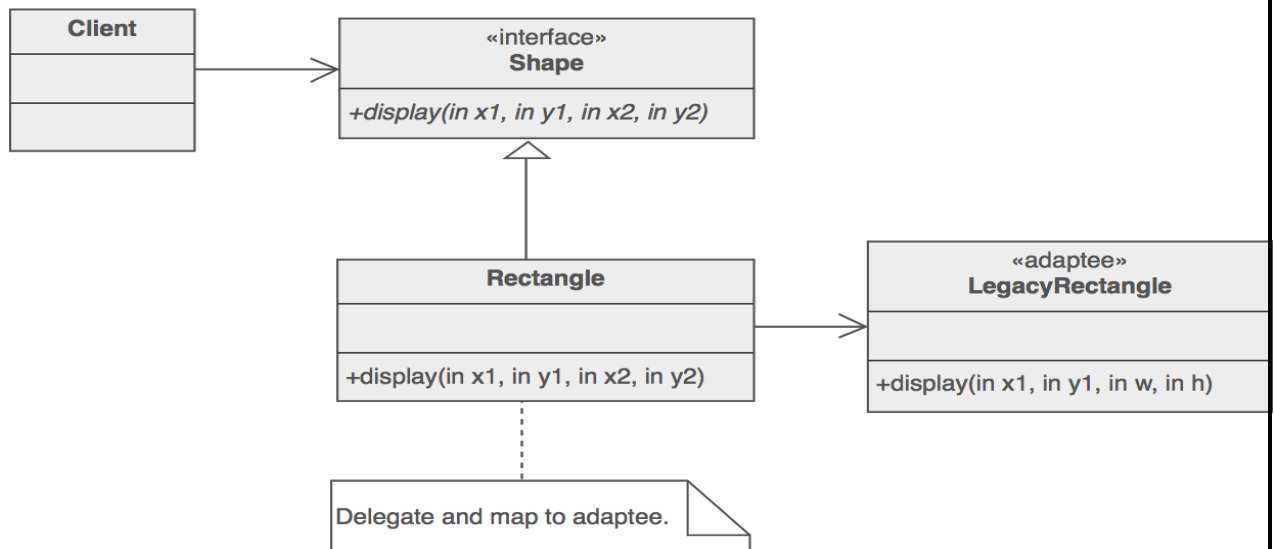 Client
«interface»
Shape
+display(in x1, in y1, in x2, in y2)
Rectangle
+display(in x1, in y1, in x2, in y2)
«adaptee»
LegacyRectangle
+display(in x1, in y1, in w, in h)
Delegate and map to adaptee.